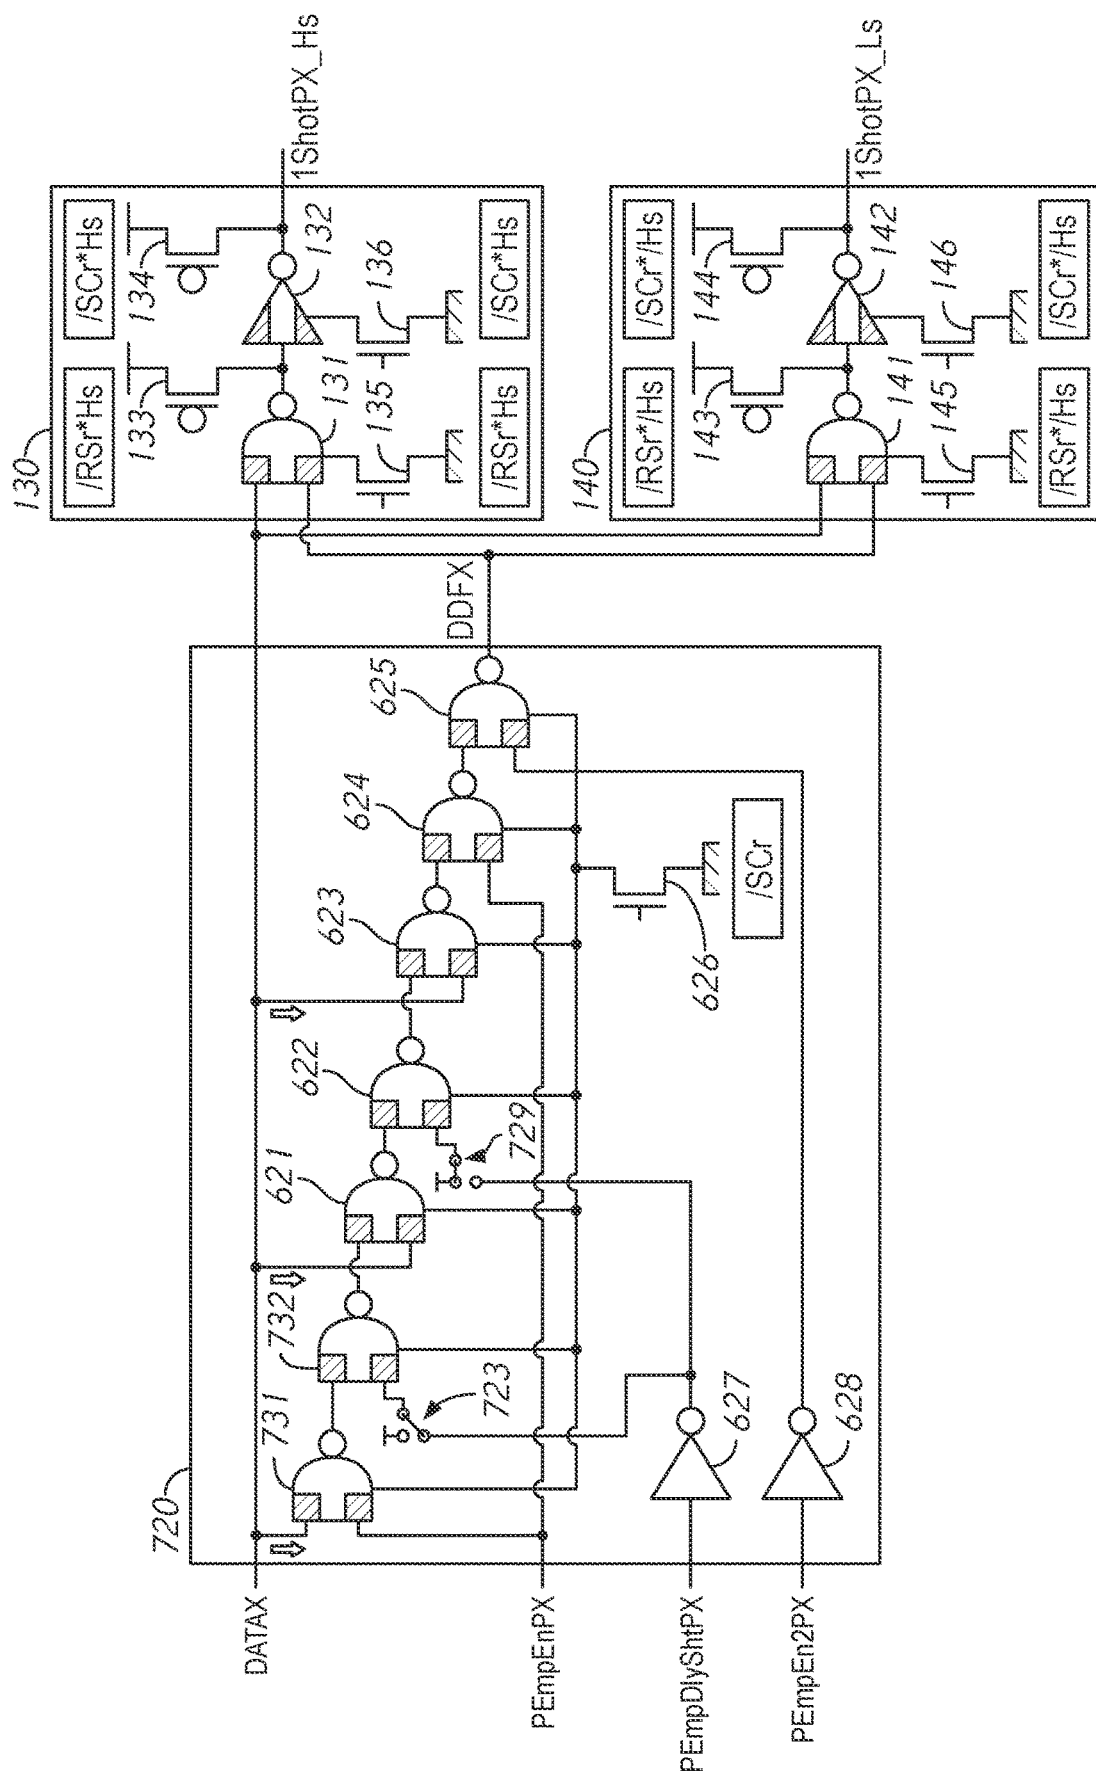 130
/RSr*Hs
133
134
/SCr*Hs
1ShotPX_Hs
131
132
135
136
/RSr*Hs
/SCr*Hs
140
/RSr*/Hs
143
144
/SCr*/Hs
1ShotPX_Ls
141
142
145
146
/RSr*/Hs
/SCr*/Hs
720
DATAX
PEmpEnPX
PEmpDlyShtPX
PEmpEn2PX
731
732
621
622
623
624
625
DDFX
723
729
626
/SCr
627
628